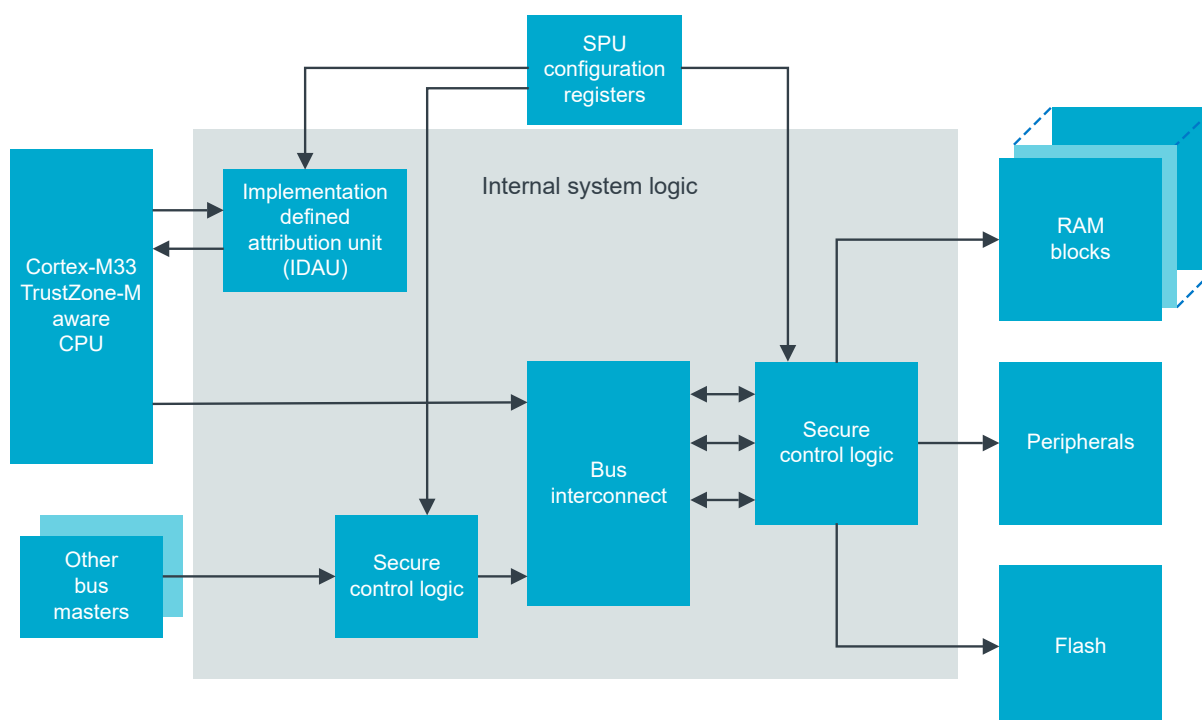 SPU
configuration
registers
Internal system logic
Implementation
defined
attribution unit
(IDAU)
Cortex-M33
TrustZone-M
aware
CPU
RAM
blocks
Bus
interconnect
Secure
control logic
Peripherals
Other
bus
masters
Secure
control logic
Flash